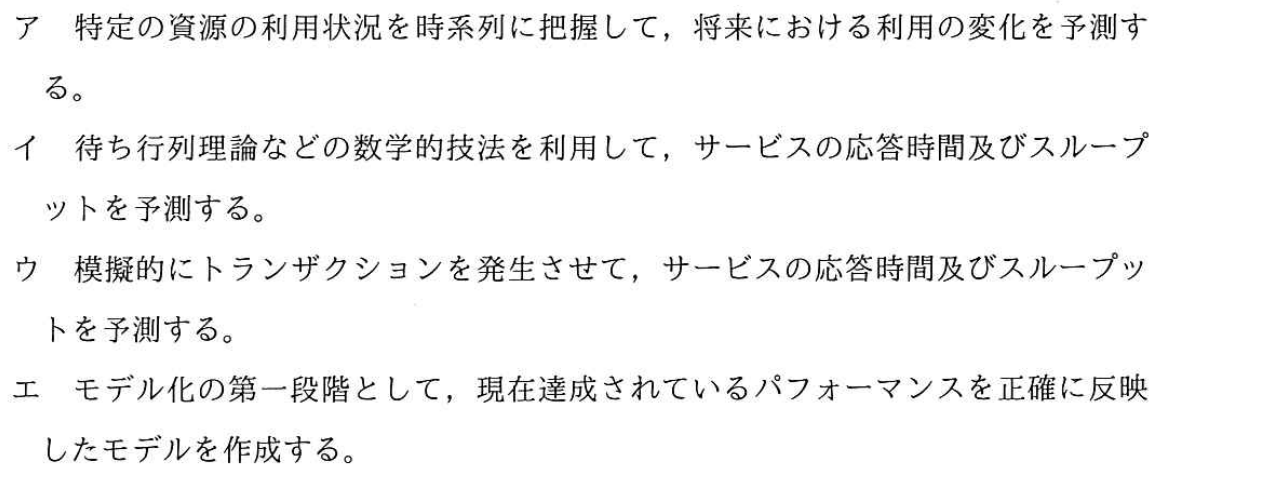 ア　特定の資源の利用状況を時系列に把握して，将来における利用の変化を予測す
る。
イ　待ち行列理論などの数学的技法を利用して，サービスの応答時間及びスループ
ットを予測する。
ウ　模擬的にトランザクションを発生させて，サービスの応答時間及びスループッ
トを予測する。
エ　モデル化の第一段階として，現在達成されているパフォーマンスを正確に反映
したモデルを作成する。